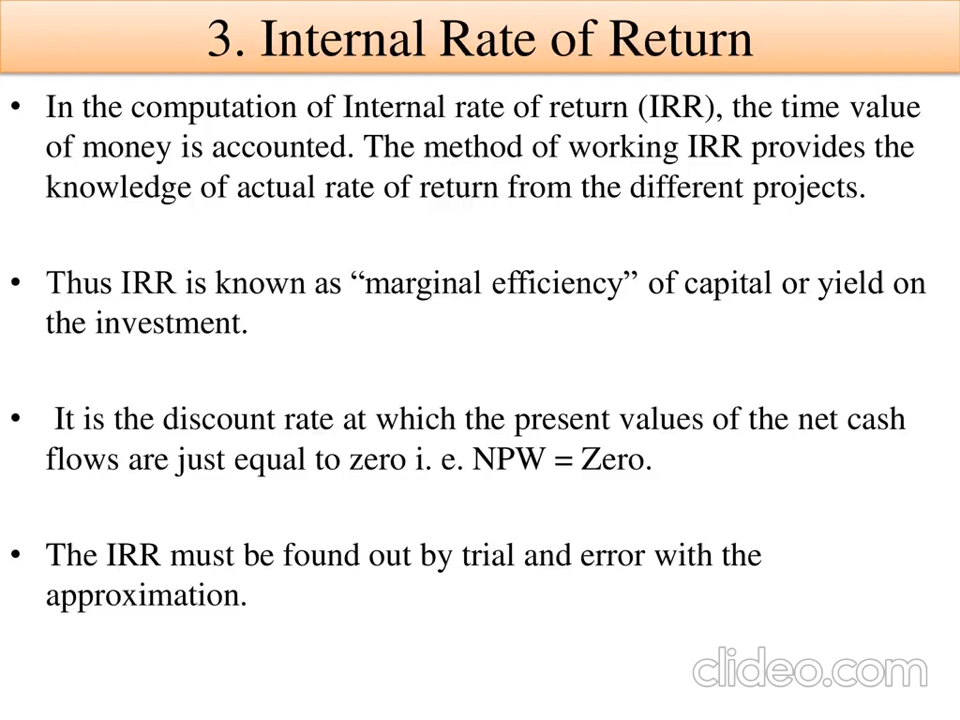 3. Internal Rate of Return
• In the computation of Internal rate of return (IRR), the time value
of money is accounted. The method of working IRR provides the
knowledge of actual rate of return from the different projects.
• Thus IRR is known as “marginal efficiency” of capital or yield on
the investment.
• It is the discount rate at which the present values of the net cash
flows are just equal to zero i. e. NPW = Zero.
• The IRR must be found out by trial and error with the
approximation.
clideo.com